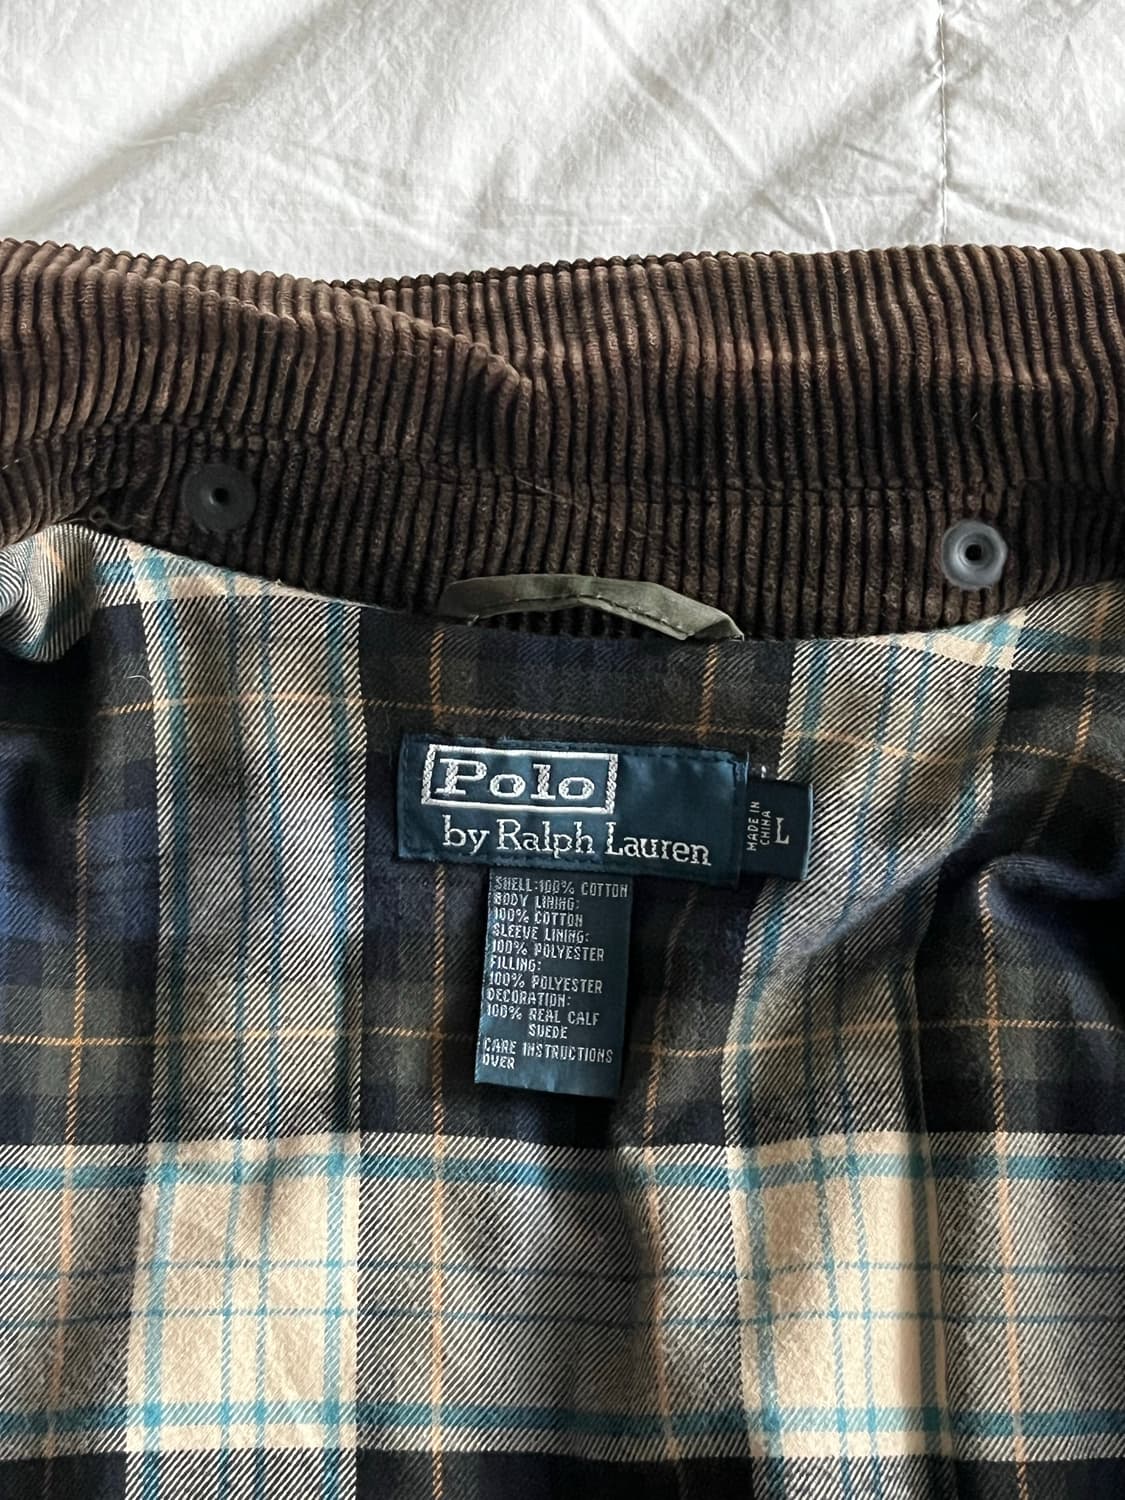 Polo
by Ralph Lauren
MADE IN
CHINA
L
SHELL:100% COTTON
BODY LINING:
100% COTTON
SLEEVE LINING:
100% POLYESTER
FILLING:
100% POLYESTER
DECORATION:
100% REAL CALF
SUEDE
CARE INSTRUCTIONS
OVER